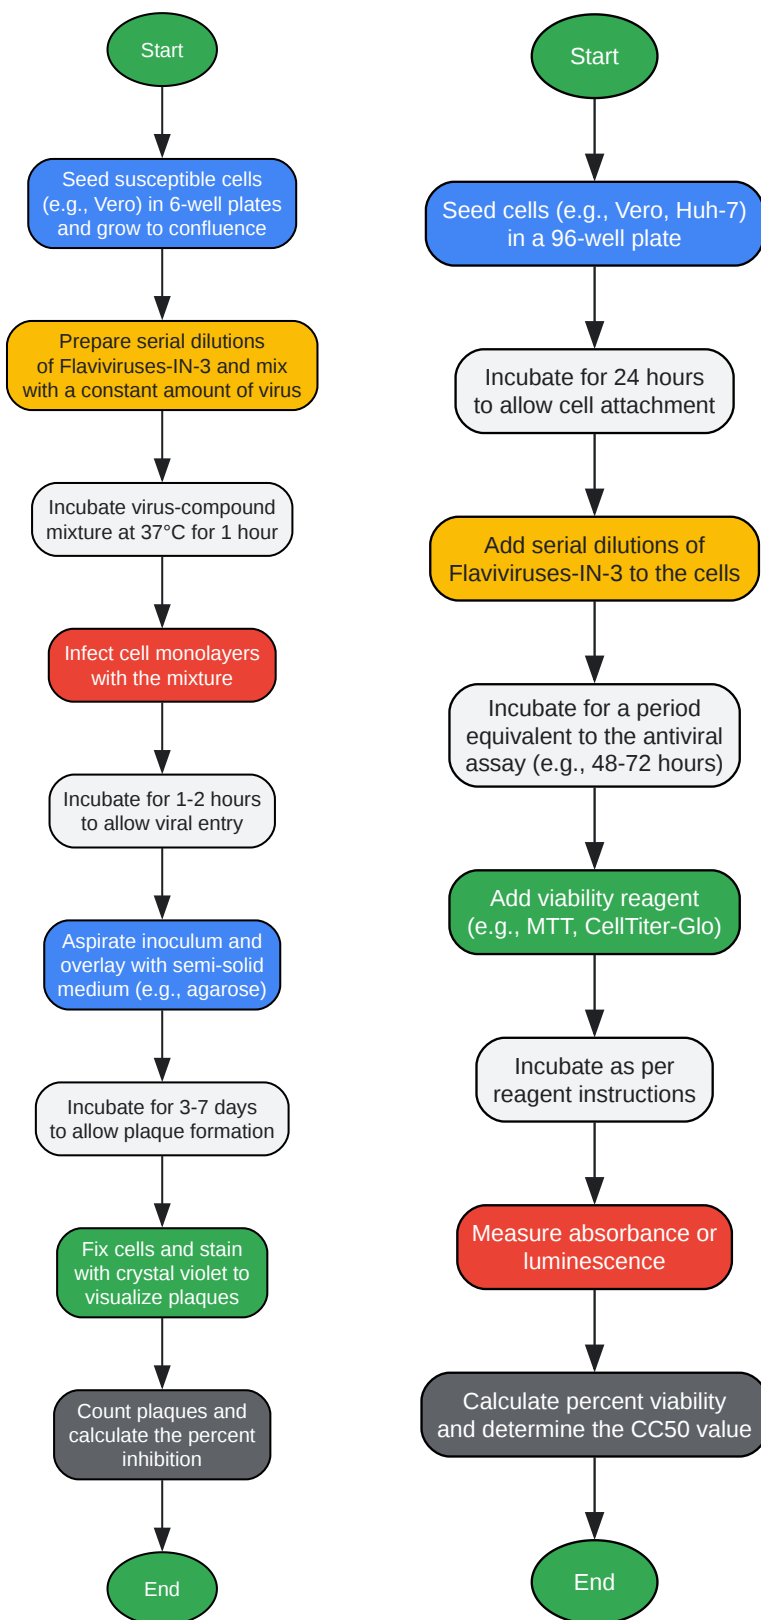 Start
Seed susceptible cells
(e.g., Vero) in 6-well plates
and grow to confluence
Prepare serial dilutions
of Flaviviruses-IN-3 and mix
with a constant amount of virus
Incubate virus-compound
mixture at 37°C for 1 hour
Infect cell monolayers
with the mixture
Incubate for 1-2 hours
to allow viral entry
Aspirate inoculum and
overlay with semi-solid
medium (e.g., agarose)
Incubate for 3-7 days
to allow plaque formation
Fix cells and stain
with crystal violet to
visualize plaques
Count plaques and
calculate the percent
inhibition
End
Start
Seed cells (e.g., Vero, Huh-7)
in a 96-well plate
Incubate for 24 hours
to allow cell attachment
Add serial dilutions of
Flaviviruses-IN-3 to the cells
Incubate for a period
equivalent to the antiviral
assay (e.g., 48-72 hours)
Add viability reagent
(e.g., MTT, CellTiter-Glo)
Incubate as per
reagent instructions
Measure absorbance or
luminescence
Calculate percent viability
and determine the CC50 value
End